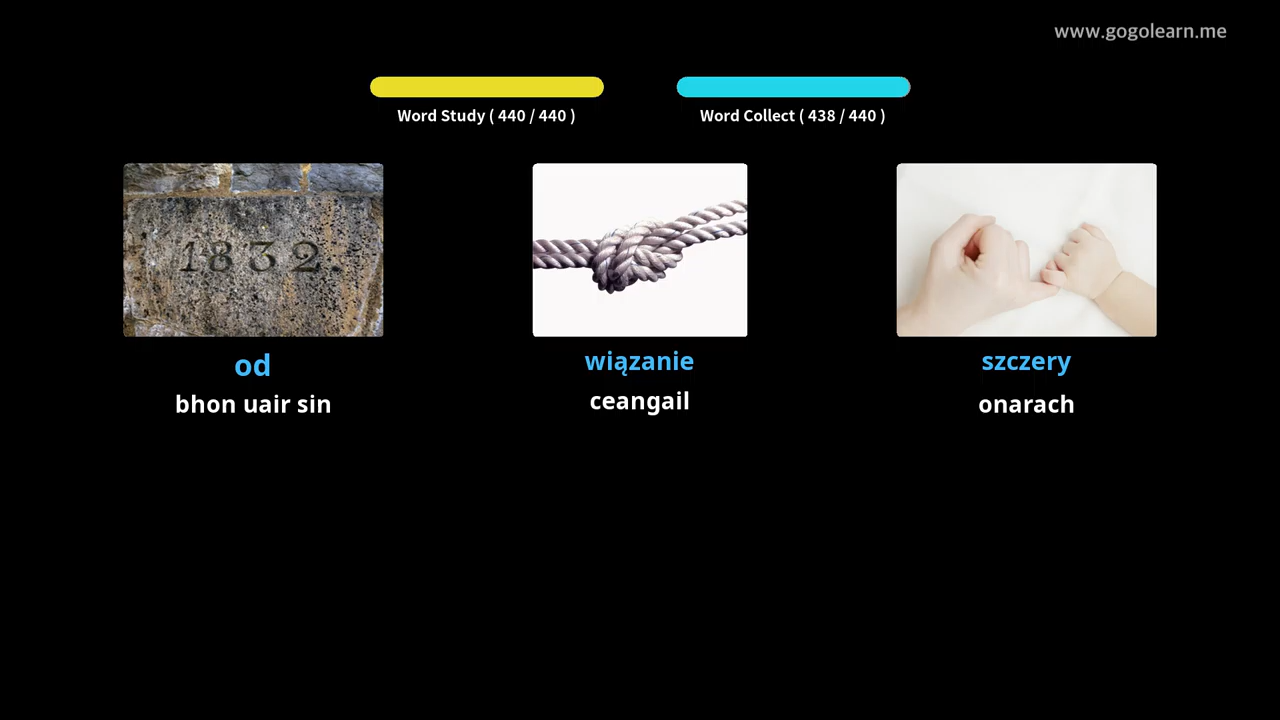 www.gogolearn.me
Word Study ( 440 / 440 )
Word Collect ( 438 / 440 )
1832.
od
wiązanie
szczery
bhon uair sin
ceangail
onarach